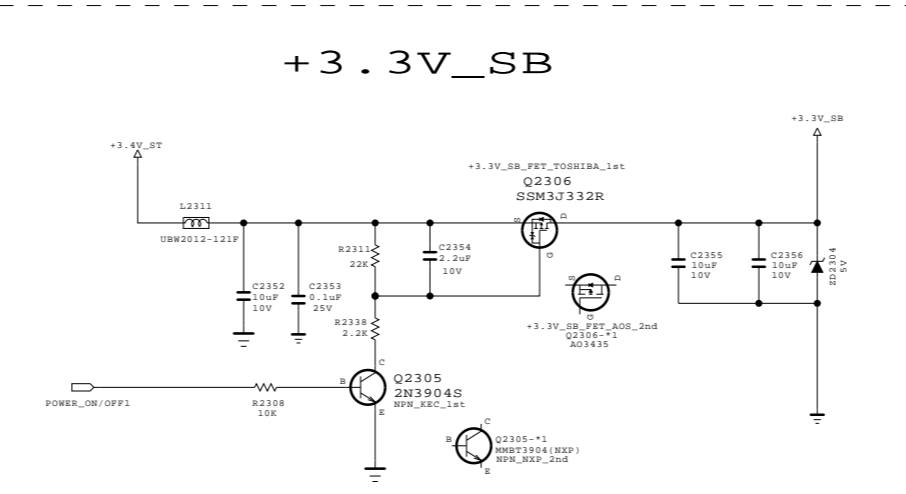 +3.3V_SB
+3.3V_SB
+3.4V_ST
+3.3V_SB_FET_TOSHIBA_1st
Q2306
SSM3J332R
L2311
UBW2012-121F
S
D
G
R2311
22K
C2354
2.2uF
10V
C2355
10uF
10V
C2356
10uF
10V
ZD2304
5V
C2352
10uF
10V
C2353
0.1uF
25V
S
D
G
+3.3V_SB_FET_AOS_2nd
Q2306-*1
AO3435
R2338
2.2K
C
B
E
Q2305
2N3904S
NPN_KEC_1st
POWER_ON/OFF1
R2308
10K
C
B
E
Q2305-*1
MMBT3904(NXP)
NPN_NXP_2nd